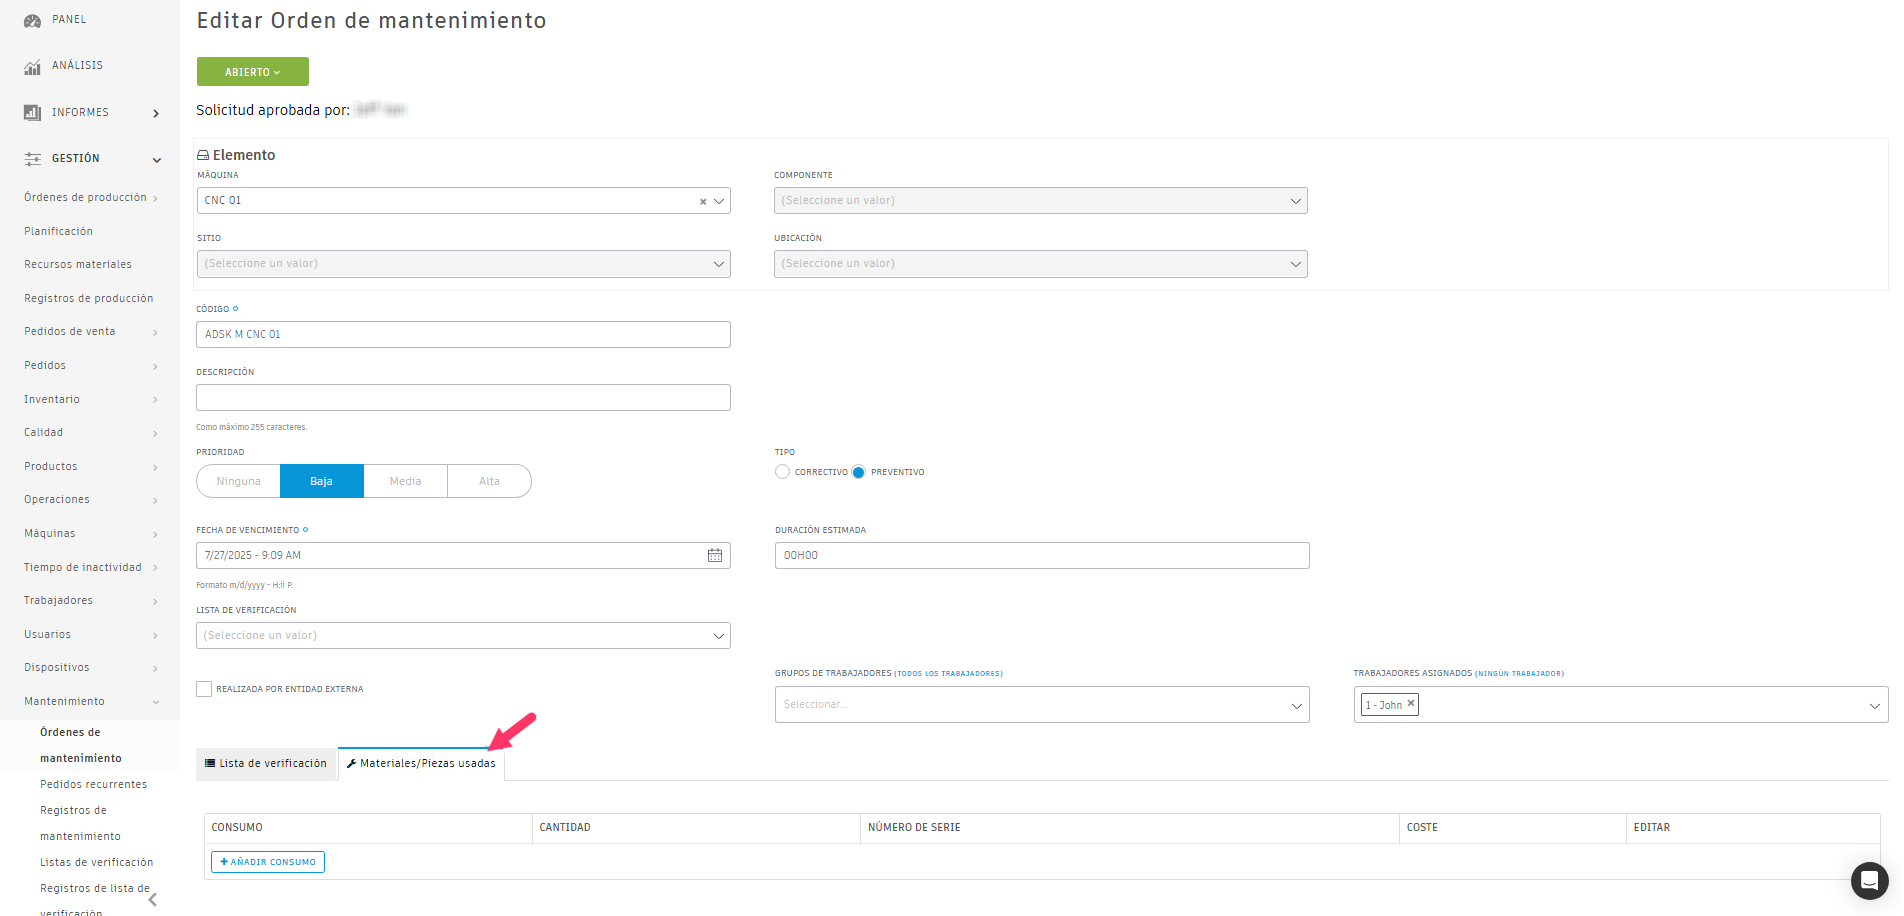 PANEL
ANÁLISIS
INFORMES
GESTIÓN
Órdenes de producción
Planificación
Recursos materiales
Registros de producción
Pedidos de venta
Pedidos
Inventario
Calidad
Productos
Operaciones
Máquinas
Tiempo de inactividad
Trabajadores
Usuarios
Dispositivos
Mantenimiento
Órdenes de
mantenimiento
Pedidos recurrentes
Registros de
mantenimiento
Listas de verificación
Registros de lista de
verificación
Editar Orden de mantenimiento
ABIERTO
Solicitud aprobada por:
Elemento
MÁQUINA
CNC 01
COMPONENTE
(Seleccione un valor)
SITIO
(Seleccione un valor)
UBICACIÓN
(Seleccione un valor)
CÓDIGO
ADSK M CNC 01
DESCRIPCIÓN
Como máximo 255 caracteres.
PRIORIDAD
Ninguna Baja Media Alta
TIPO
CORRECTIVO PREVENTIVO
FECHA DE VENCIMIENTO
7/27/2025 - 9:09 AM
Formato m/d/yyyy - H:ii P.
DURACIÓN ESTIMADA
00H00
LISTA DE VERIFICACIÓN
(Seleccione un valor)
REALIZADA POR ENTIDAD EXTERNA
GRUPOS DE TRABAJADORES (TODOS LOS TRABAJADORES)
Seleccionar...
TRABAJADORES ASIGNADOS (NINGÚN TRABAJADOR)
1 - John
Lista de verificación Materiales/Piezas usadas
CONSUMO CANTIDAD NÚMERO DE SERIE COSTE EDITAR
+ AÑADIR CONSUMO